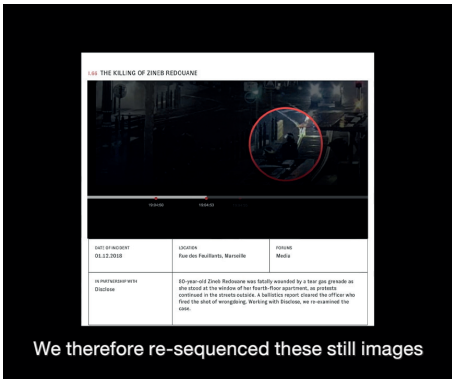 THE KILLING OF ZINEB REDOUANE
DATE OF INCIDENT
01.12.2018
LOCATION
Rue des Feuillants, Marseille
FORUMS
Media
IN PARTNERSHIP WITH
Disclose
80-year-old Zineb Redouane was fatally wounded by a tear gas grenade as
she stood at the window of her fourth-floor apartment, as protests
continued in the streets outside. A ballistics report cleared the officer who
fired the shot of wrongdoing. Working with Disclose, we re-examined the
case.
We therefore re-sequenced these still images